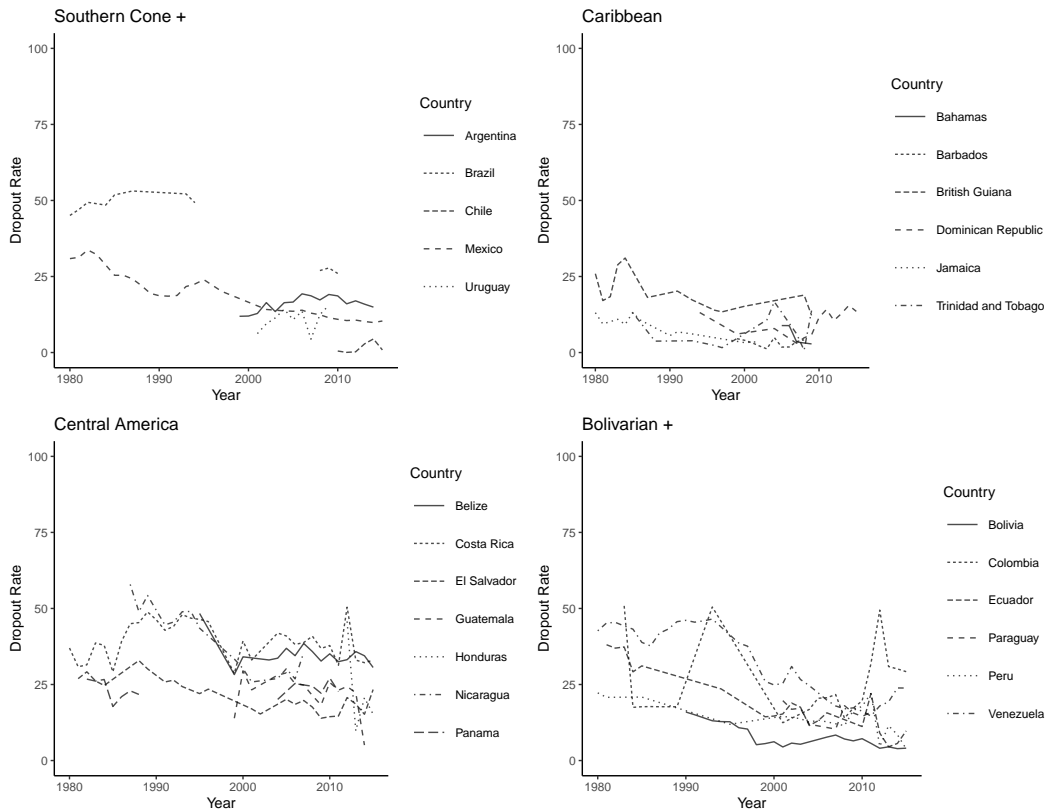 Southern Cone +
100
75
50
25
0
Dropout Rate
1980
1990
2000
2010
Year
Country
Argentina
Brazil
Chile
Mexico
Uruguay
Caribbean
100
75
50
25
0
Dropout Rate
1980
1990
2000
2010
Year
Country
Bahamas
Barbados
British Guiana
Dominican Republic
Jamaica
Trinidad and Tobago
Central America
100
75
50
25
0
Dropout Rate
1980
1990
2000
2010
Year
Country
Belize
Costa Rica
El Salvador
Guatemala
Honduras
Nicaragua
Panama
Bolivarian +
100
75
50
25
0
Dropout Rate
1980
1990
2000
2010
Year
Country
Bolivia
Colombia
Ecuador
Paraguay
Peru
Venezuela